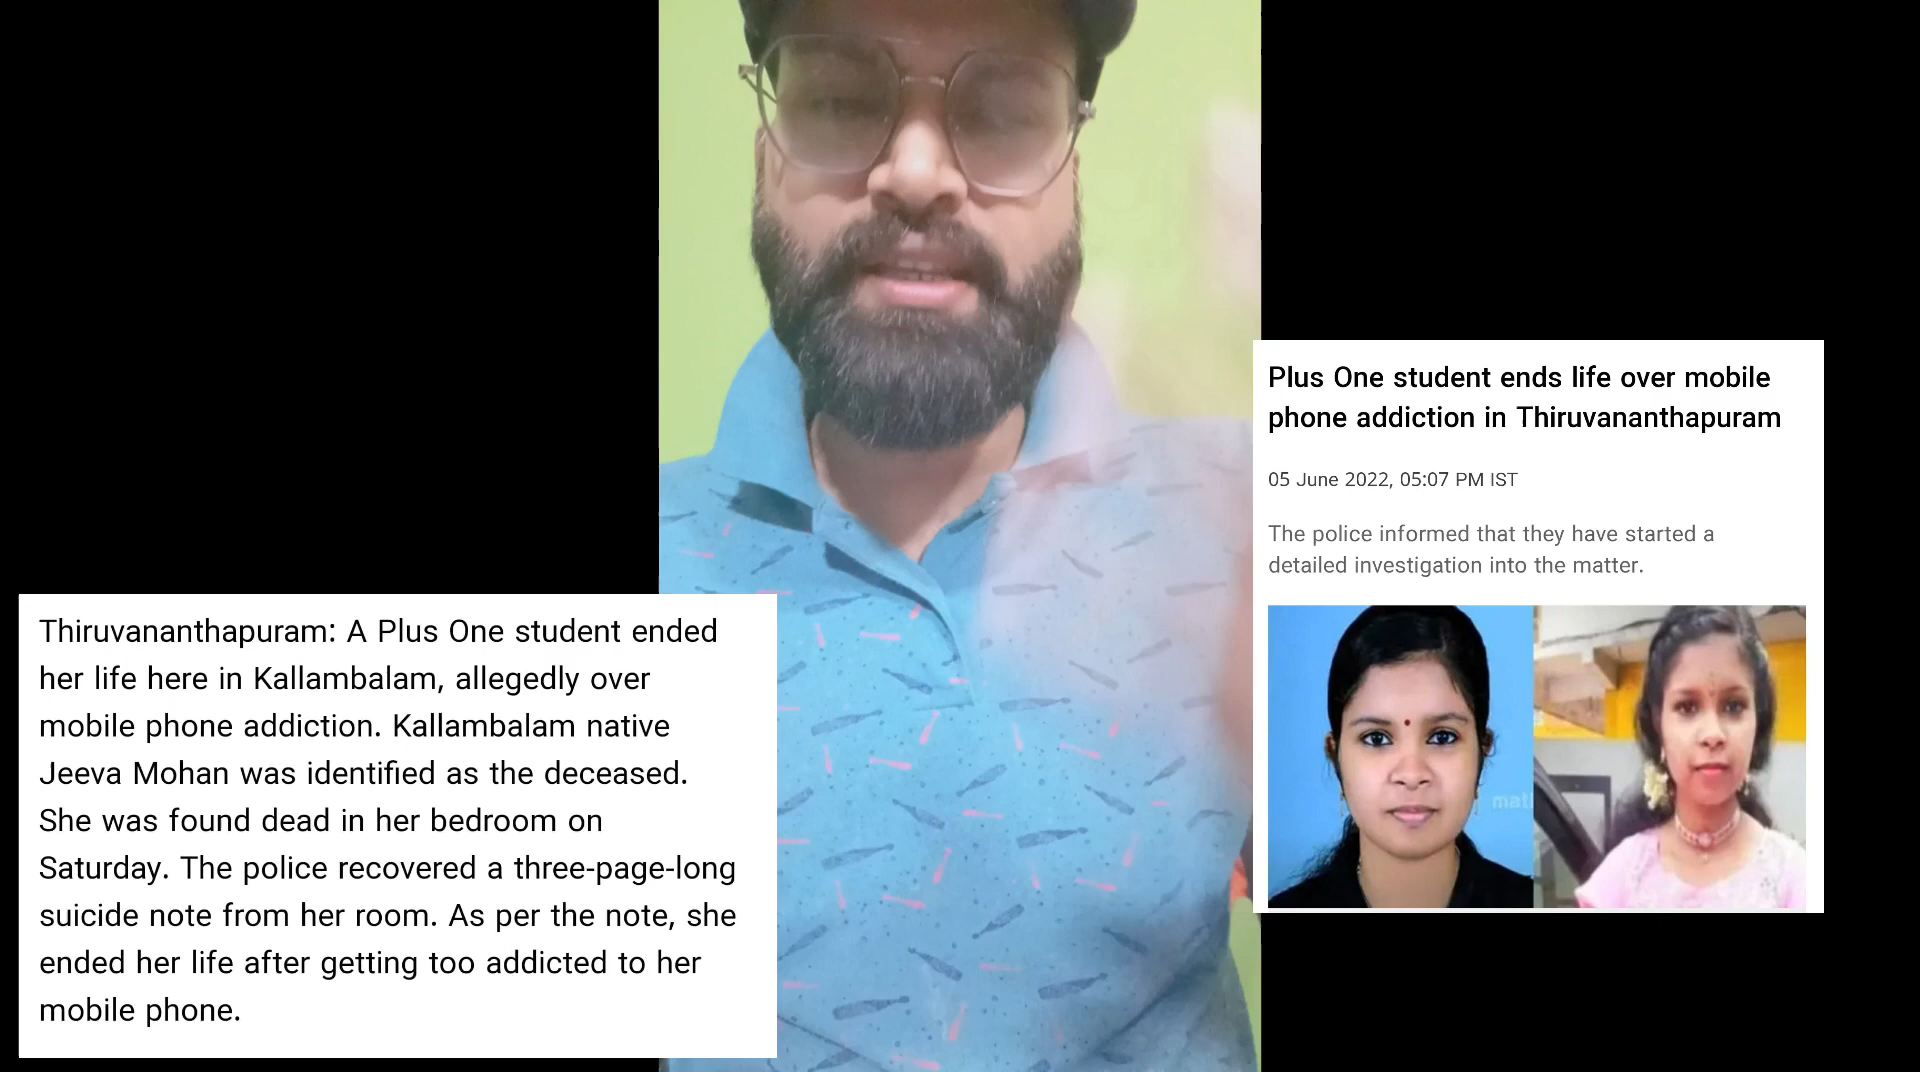 Plus One student ends life over mobile
phone addiction in Thiruvananthapuram
05 June 2022, 05:07 PM IST
The police informed that they have started a
detailed investigation into the matter.
Thiruvananthapuram: A Plus One student ended
her life here in Kallambalam, allegedly over
mobile phone addiction. Kallambalam native
Jeeva Mohan was identified as the deceased.
She was found dead in her bedroom on
Saturday. The police recovered a three-page-long
suicide note from her room. As per the note, she
ended her life after getting too addicted to her
mobile phone.